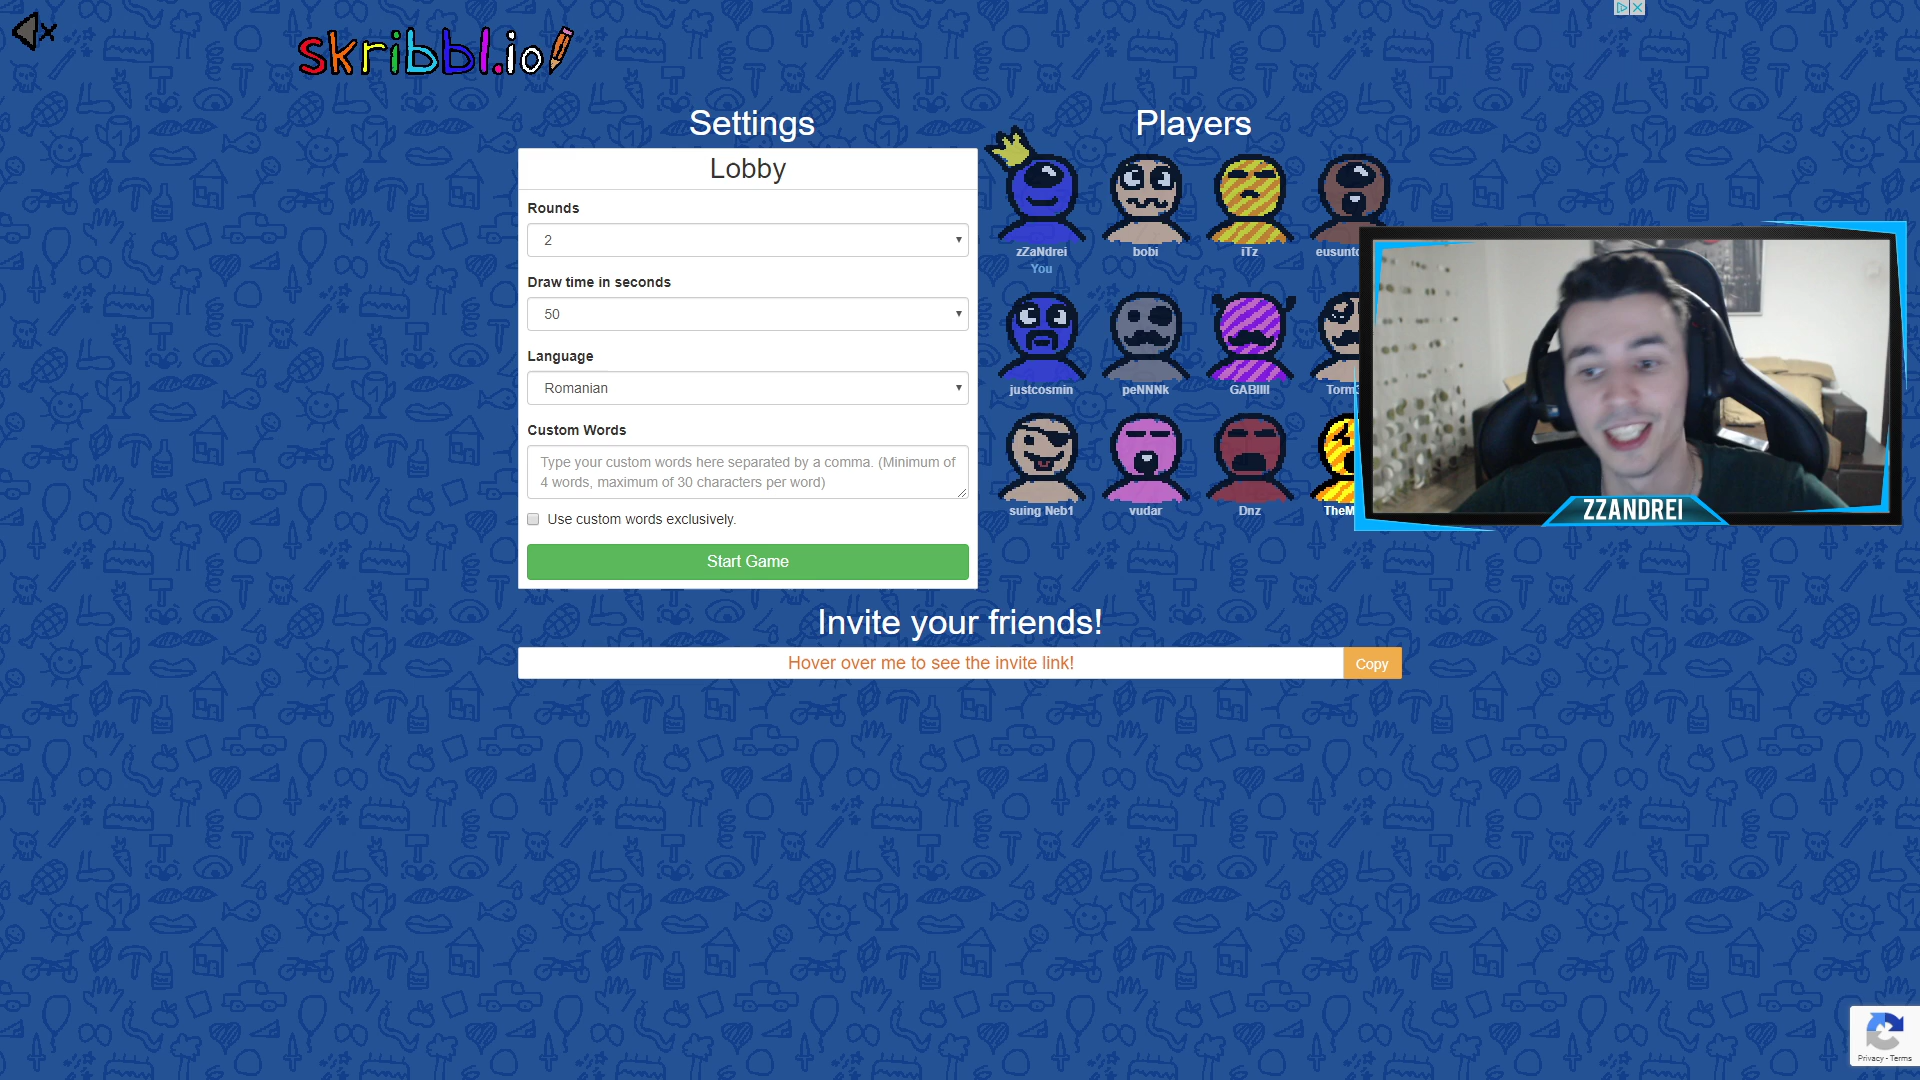 skribbl.io
Settings
Players
Lobby
Rounds
2
Draw time in seconds
50
Language
Romanian
Custom Words
Type your custom words here separated by a comma. (Minimum of
4 words, maximum of 30 characters per word)
Use custom words exclusively.
Start Game
zZaNdrei
You
bobi
iTz
justcosmin
peNNNk
GABIIII
suing Neb1
vudar
Dnz
ZZANDREI
Invite your friends!
Hover over me to see the invite link!
Copy
Privacy - Terms